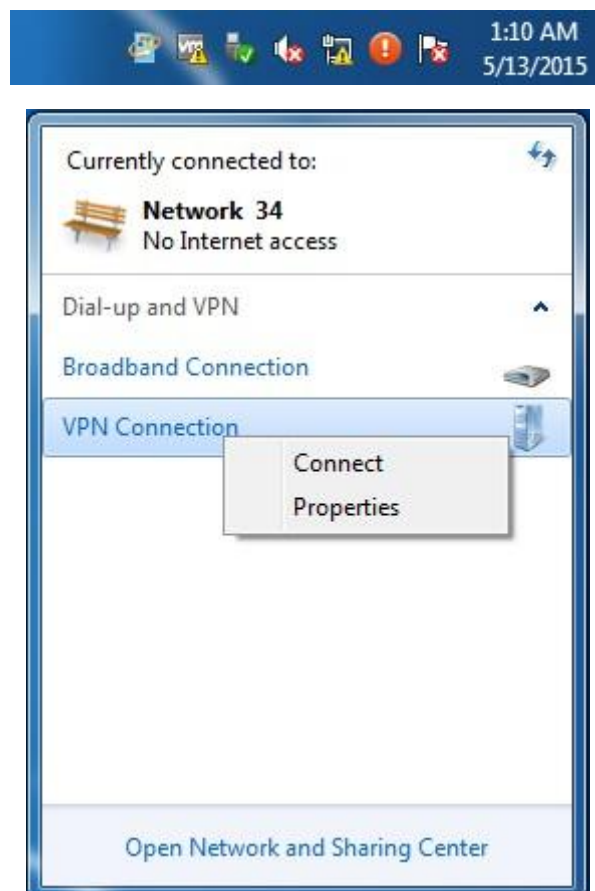 1:10 AM
5/13/2015
Currently connected to:
Network 34
No Internet access
Dial-up and VPN
Broadband Connection
VPN Connection
Connect
Properties
Open Network and Sharing Center